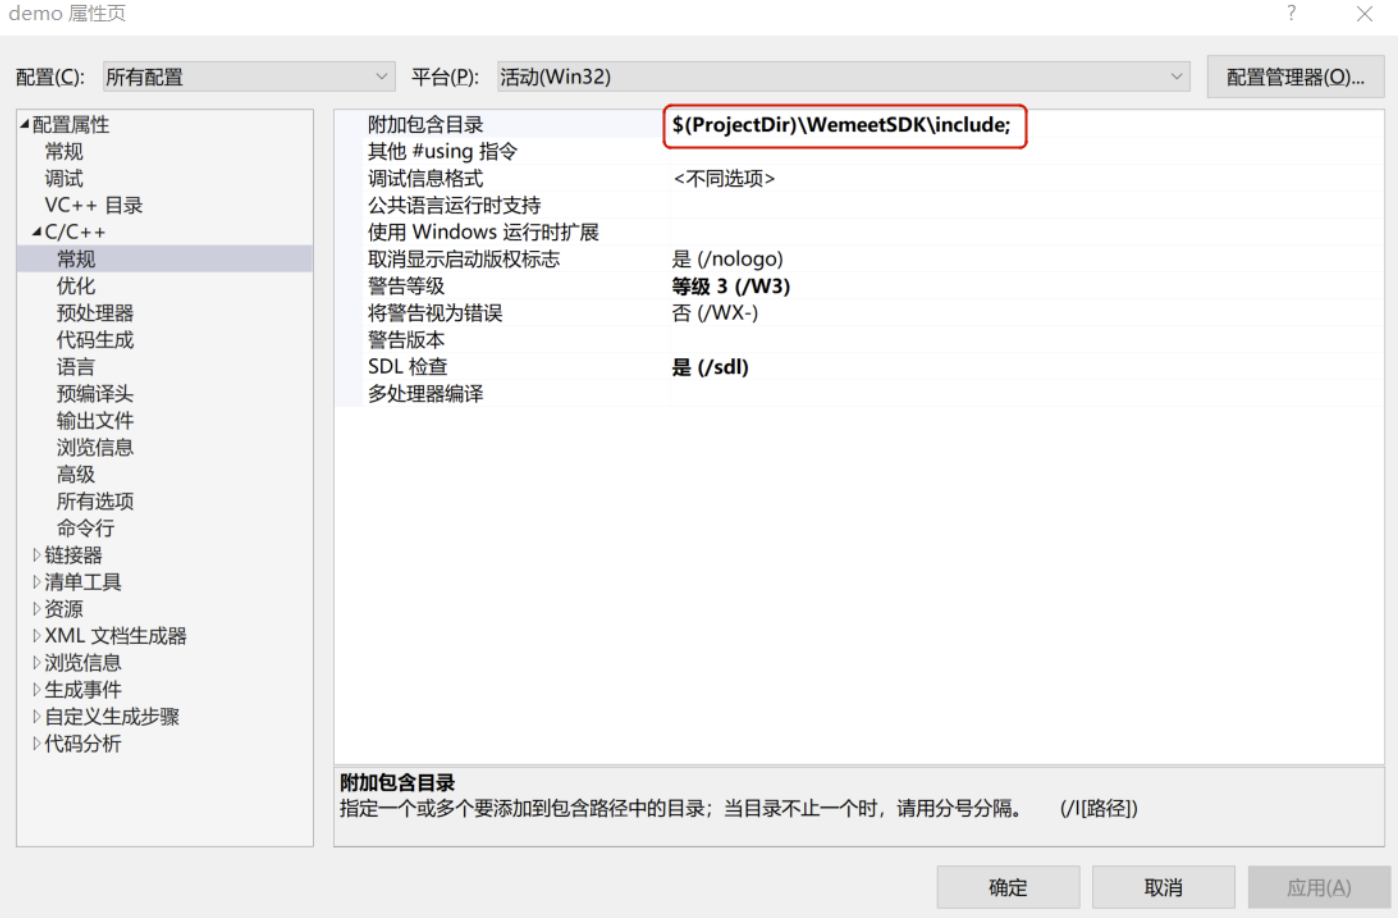 demo 属性页
配置(C): 所有配置 平台(P): 活动(Win32) 配置管理器(O)...
配置属性
常规
调试
VC++ 目录
C/C++
常规
优化
预处理器
代码生成
语言
预编译头
输出文件
浏览信息
高级
所有选项
命令行
链接器
清单工具
资源
XML 文档生成器
浏览信息
生成事件
自定义生成步骤
代码分析
附加包含目录 $(ProjectDir)\WemeetSDK\include;
其他 #using 指令
调试信息格式 <不同选项>
公共语言运行时支持
使用 Windows 运行时扩展
取消显示启动版权标志 是 (/nologo)
警告等级 等级 3 (/W3)
将警告视为错误 否 (/WX-)
警告版本
SDL 检查 是 (/sdl)
多处理器编译
附加包含目录
指定一个或多个要添加到包含路径中的目录；当目录不止一个时，请用分号分隔。 (/I[路径])
确定 取消 应用(A)